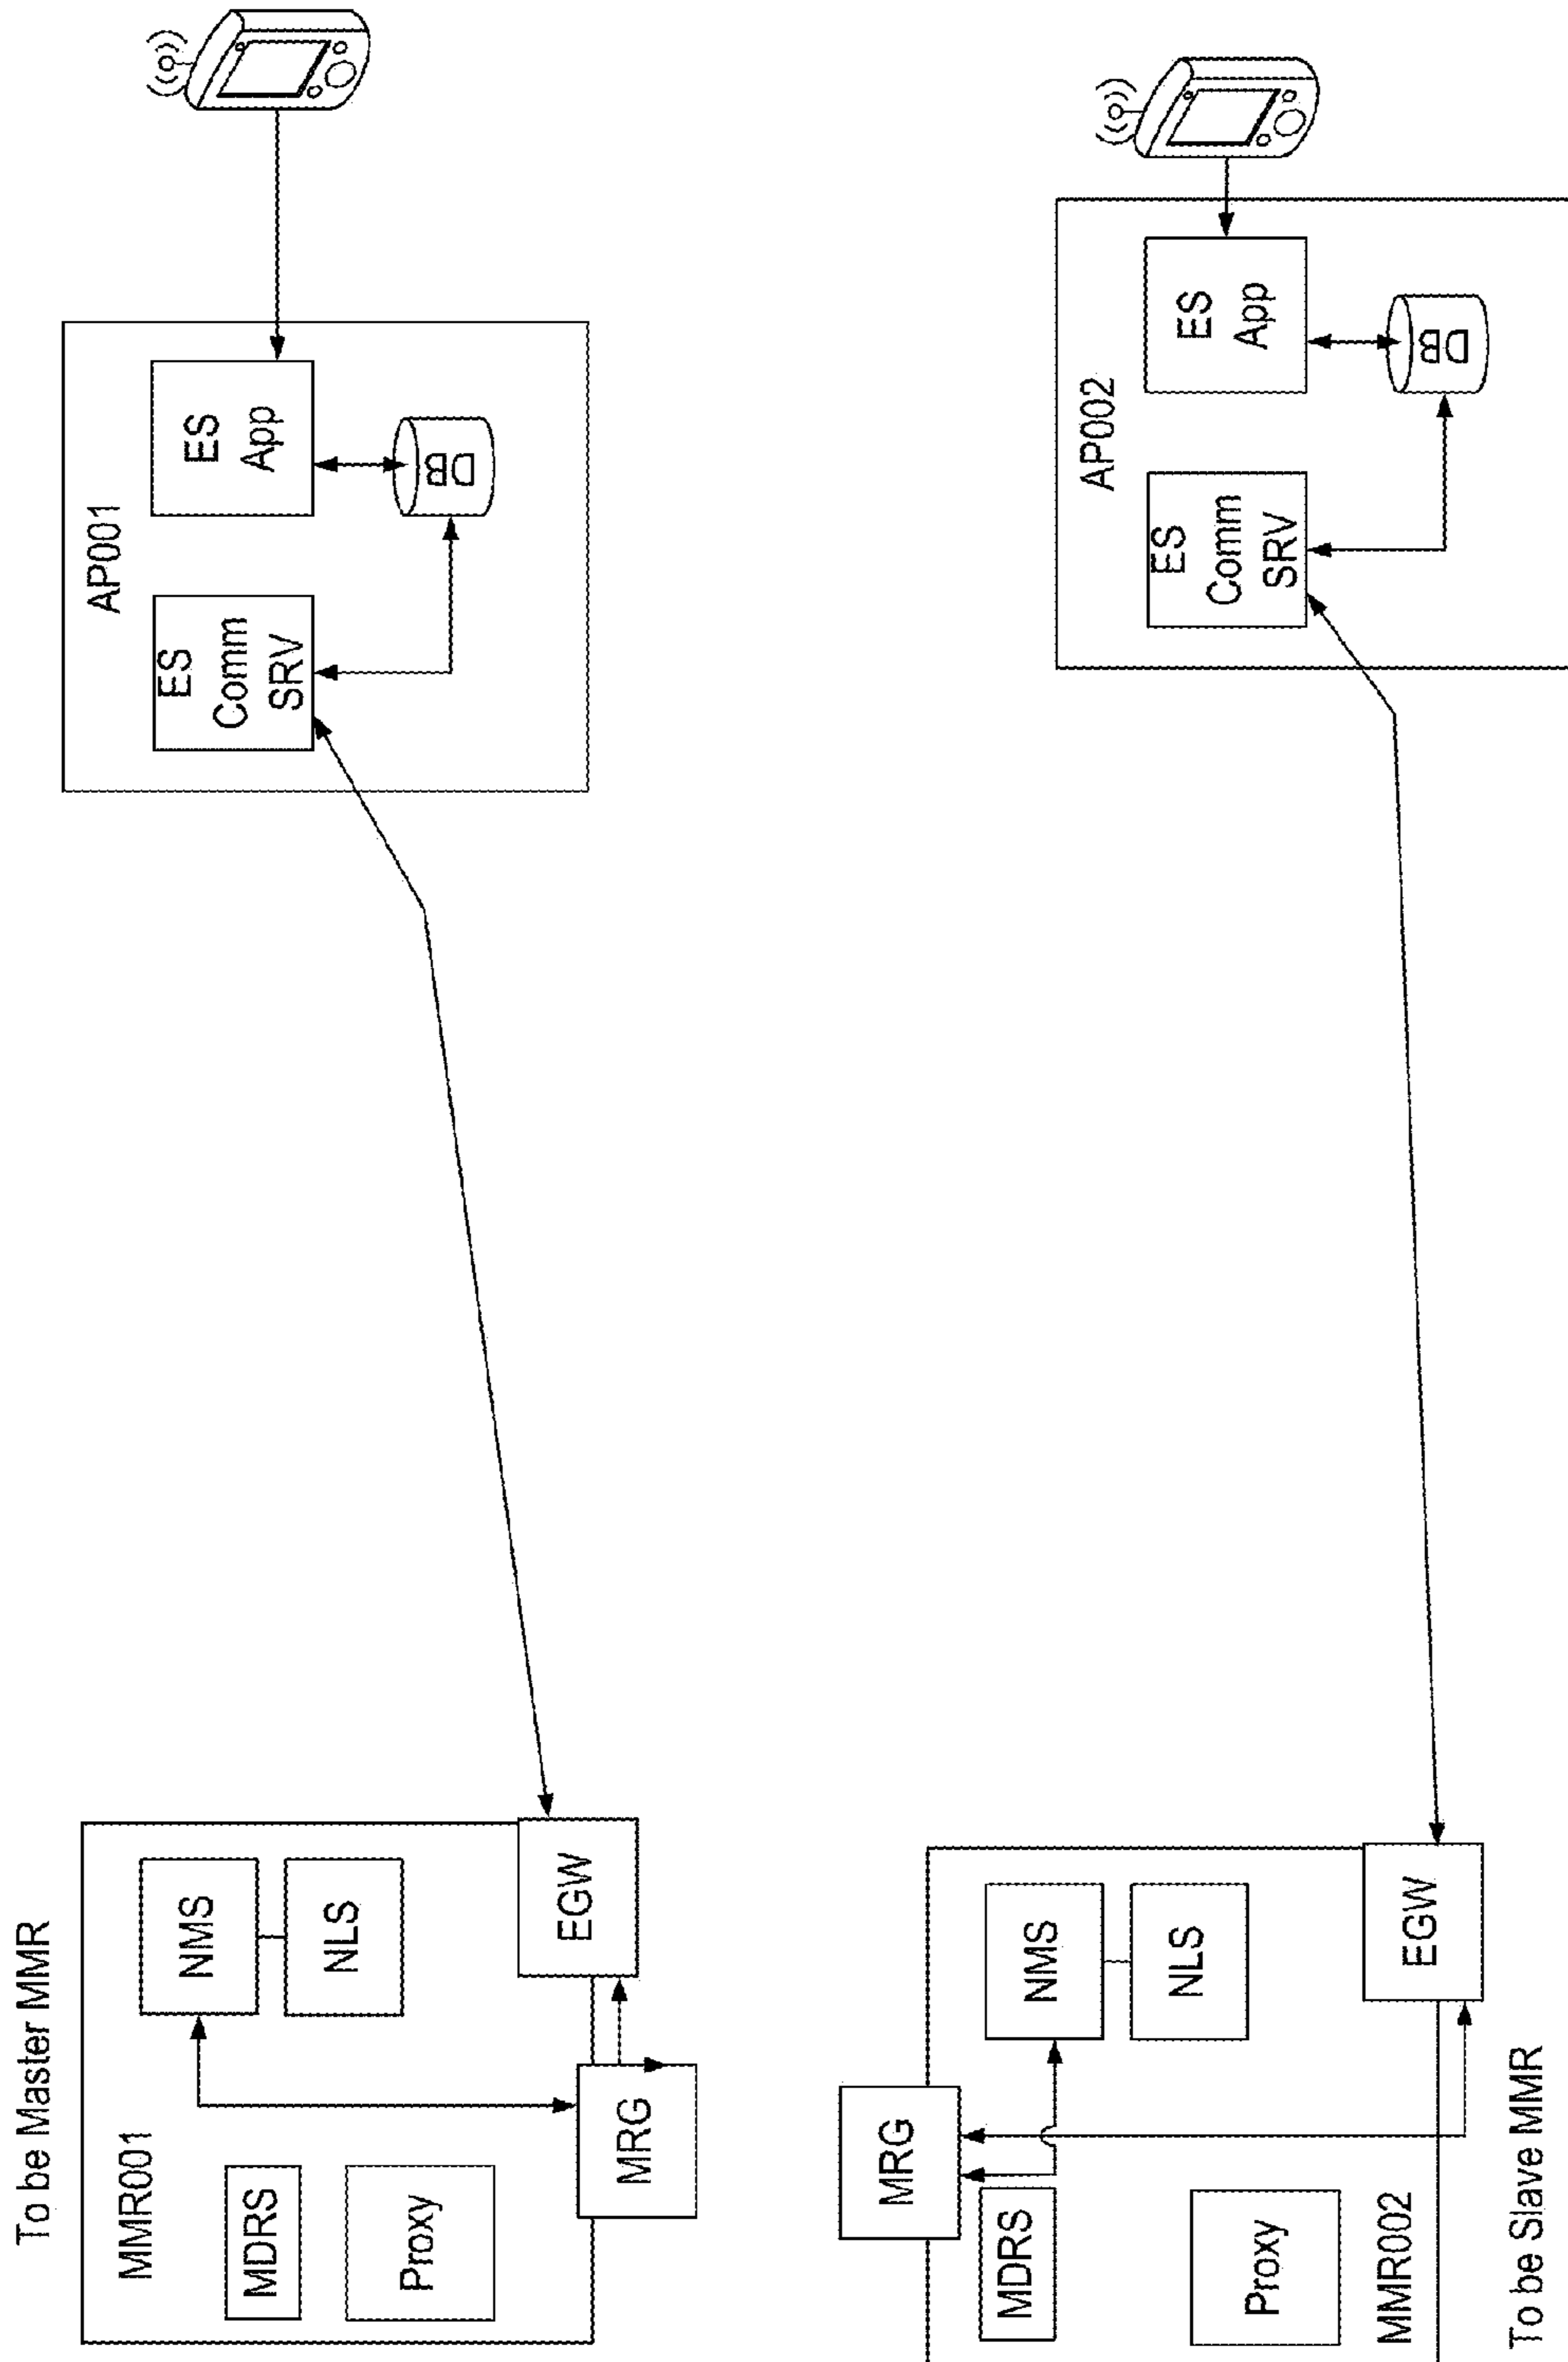 To be Master MMR
MMR001
MDRS
Proxy
MRG
NMS
NLS
EGW
AP001
ES
Comm
SRV
ES
App
DB
MRG
MDRS
Proxy
MMR002
NMS
NLS
EGW
To be Slave MMR
AP002
ES
Comm
SRV
ES
App
DB